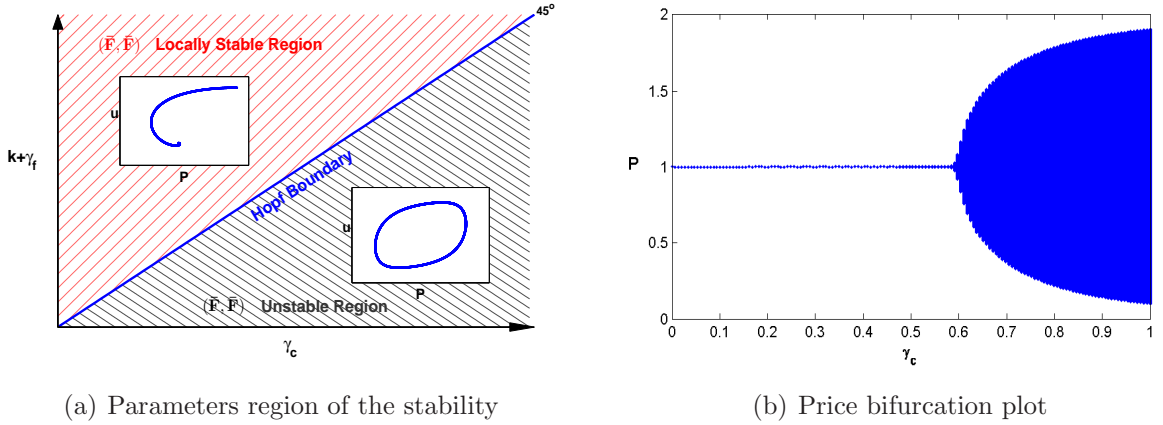 45°
(F̄, F̄) Locally Stable Region
u
P
k+γf
Hopf Boundary
u
P
(F̄, F̄) Unstable Region
γc
(a) Parameters region of the stability
2
1.5
P
1
0.5
0
0 0.1 0.2 0.3 0.4 0.5 0.6 0.7 0.8 0.9 1
γc
(b) Price bifurcation plot